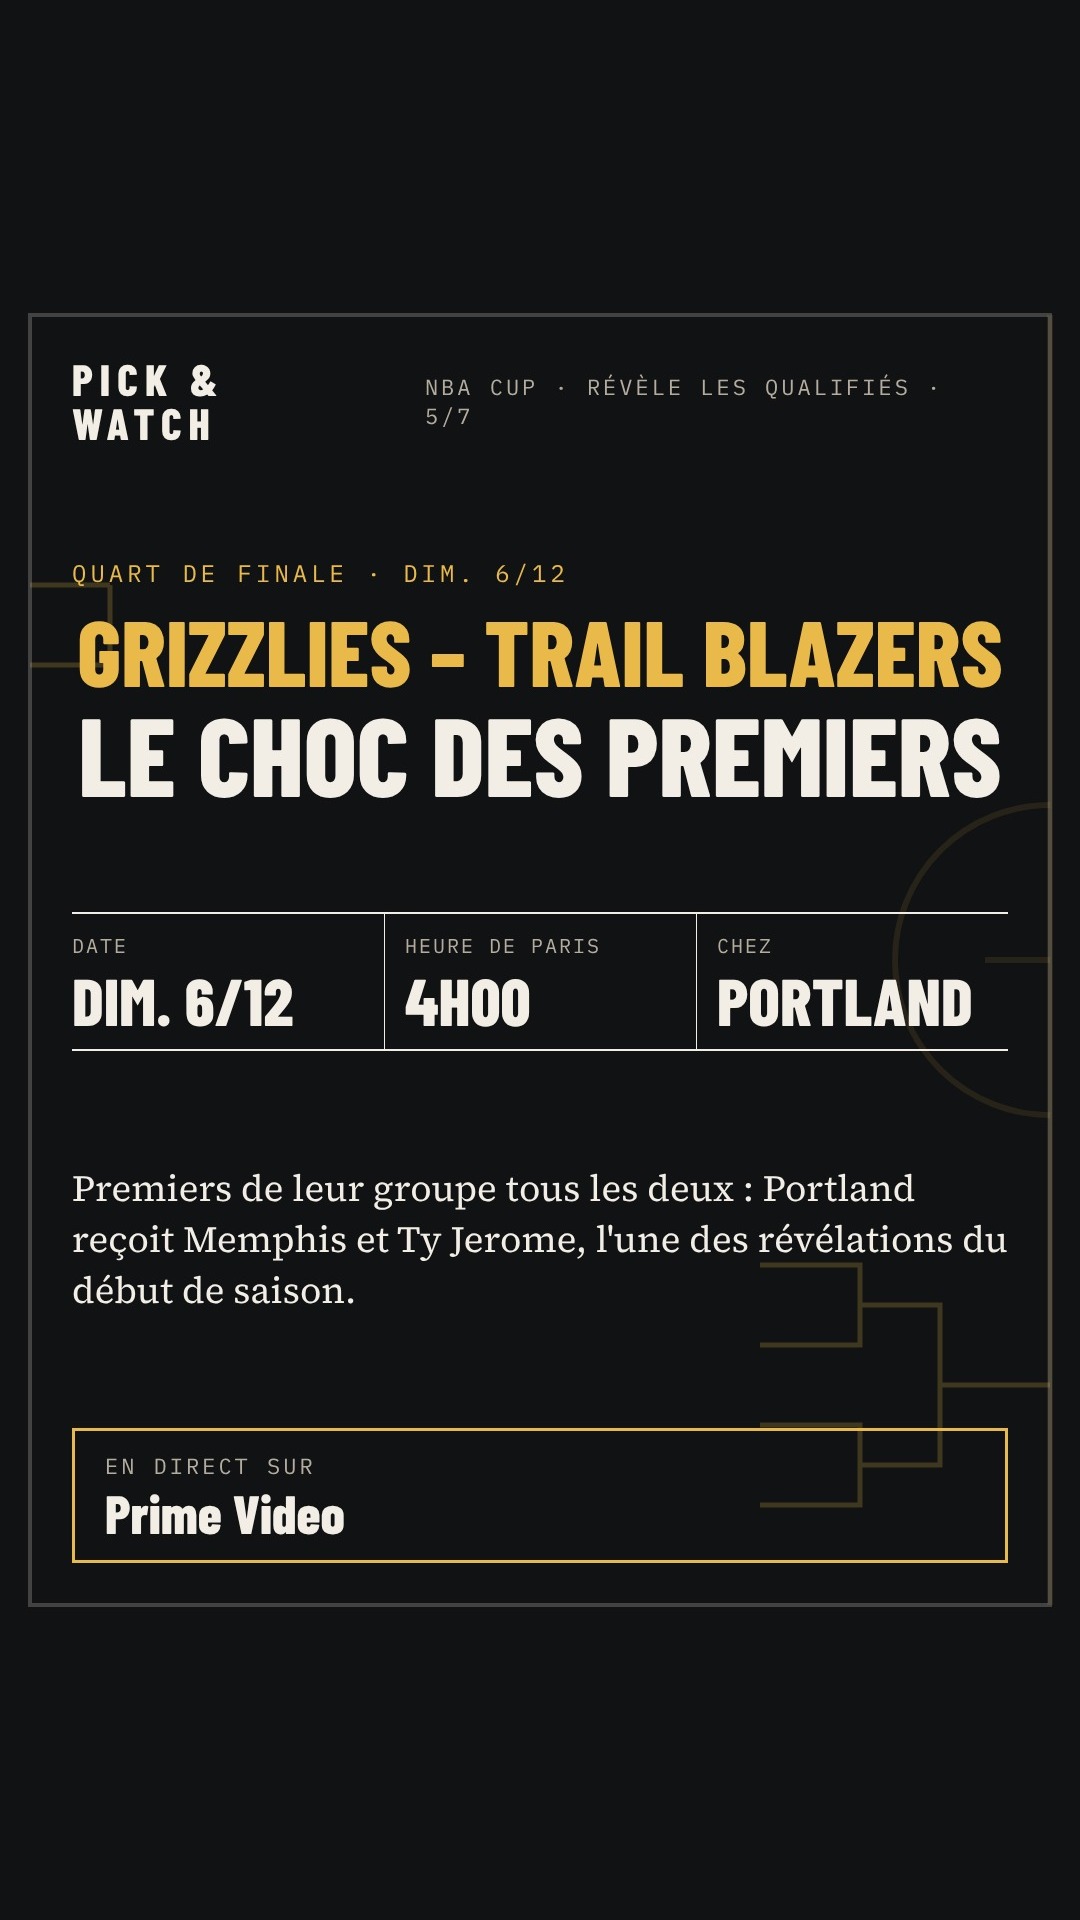 PICK &
WATCH
NBA CUP · RÉVÈLE LES QUALIFIÉS ·
5/7
QUART DE FINALE · DIM. 6/12
GRIZZLIES – TRAIL BLAZERS
LE CHOC DES PREMIERS
DATE
DIM. 6/12
HEURE DE PARIS
4H00
CHEZ
PORTLAND
Premiers de leur groupe tous les deux : Portland
reçoit Memphis et Ty Jerome, l'une des révélations du
début de saison.
EN DIRECT SUR
Prime Video